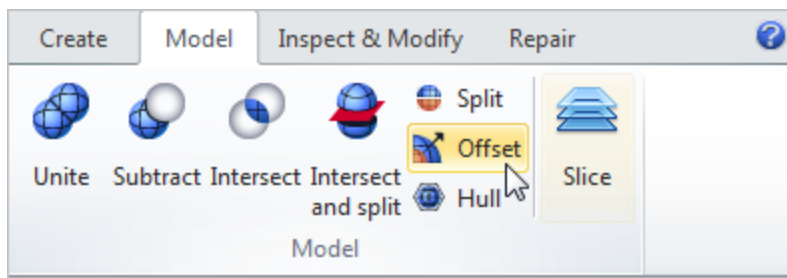 Create Model Inspect & Modify Repair
Split
Offset
Unite Subtract Intersect Intersect and split Slice
Hull
Model